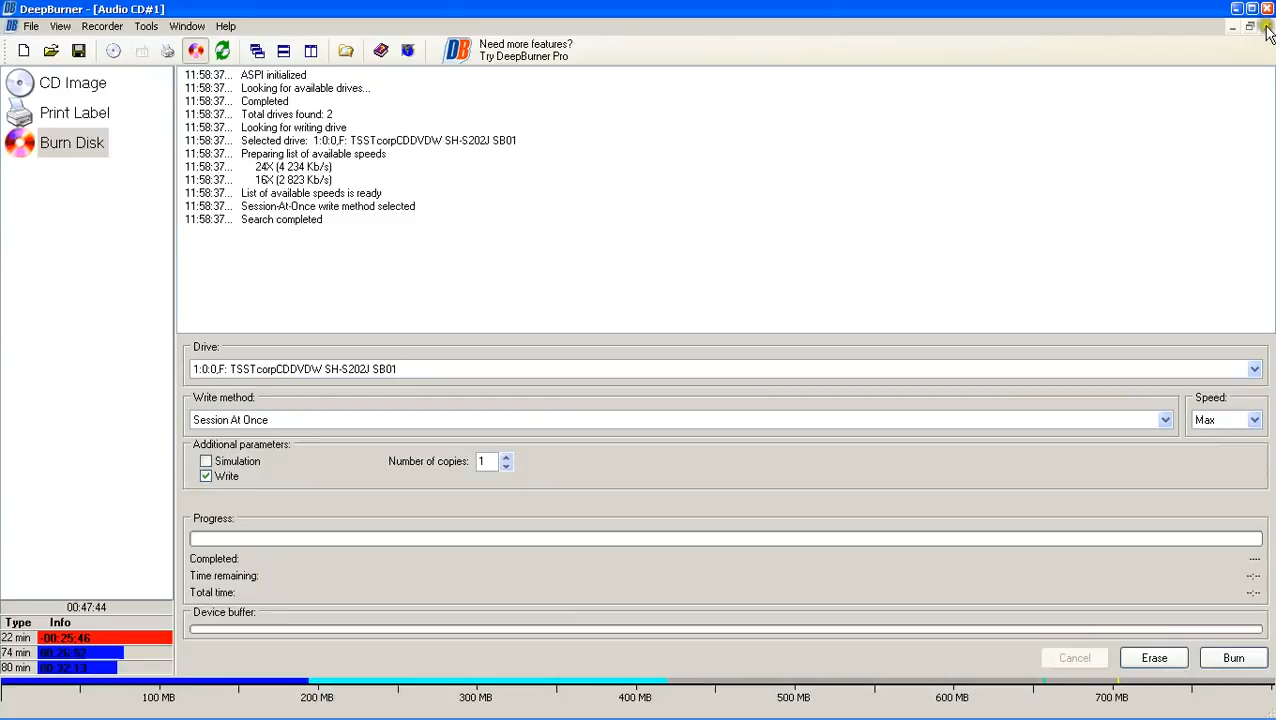 DeepBurner - [Audio CD#1]
File View Recorder Tools Window Help
DB Need more features?
Try DeepBurner Pro
CD Image
Print Label
Burn Disk
11:58:37... ASPI initialized
11:58:37... Looking for available drives...
11:58:37... Completed
11:58:37... Total drives found: 2
11:58:37... Looking for writing drive
11:58:37... Selected drive: 1:0:0,F: TSSTcorpCDDVDW SH-S202J SB01
11:58:37... Preparing list of available speeds
11:58:37... 24X (4 234 Kb/s)
11:58:37... 16X (2 823 Kb/s)
11:58:37... List of available speeds is ready
11:58:37... Session-At-Once write method selected
11:58:37... Search completed
Drive:
1:0:0,F: TSSTcorpCDDVDW SH-S202J SB01
Write method: Speed:
Session At Once Max
Additional parameters:
Simulation Number of copies: 1
Write
Progress:
Completed: ----
Time remaining: --:--
Total time: --:--
Device buffer:
Cancel Erase Burn
00:47:44
Type Info
22 min -00:25:46
74 min 00:26:57
80 min 00:32:13
100 MB 200 MB 300 MB 400 MB 500 MB 600 MB 700 MB